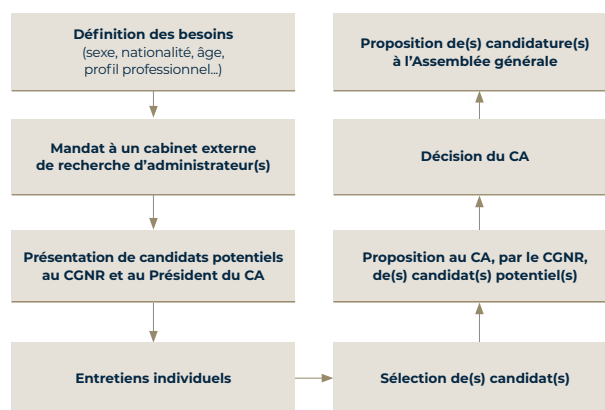 Définition des besoins
(sexe, nationalité, âge,
profil professionnel...)
Mandat à un cabinet externe
de recherche d'administrateur(s)
Présentation de candidats potentiels
au CGNR et au Président du CA
Entretiens individuels
Sélection de(s) candidat(s)
Proposition au CA, par le CGNR,
de(s) candidat(s) potentiel(s)
Décision du CA
Proposition de(s) candidature(s)
à l'Assemblée générale